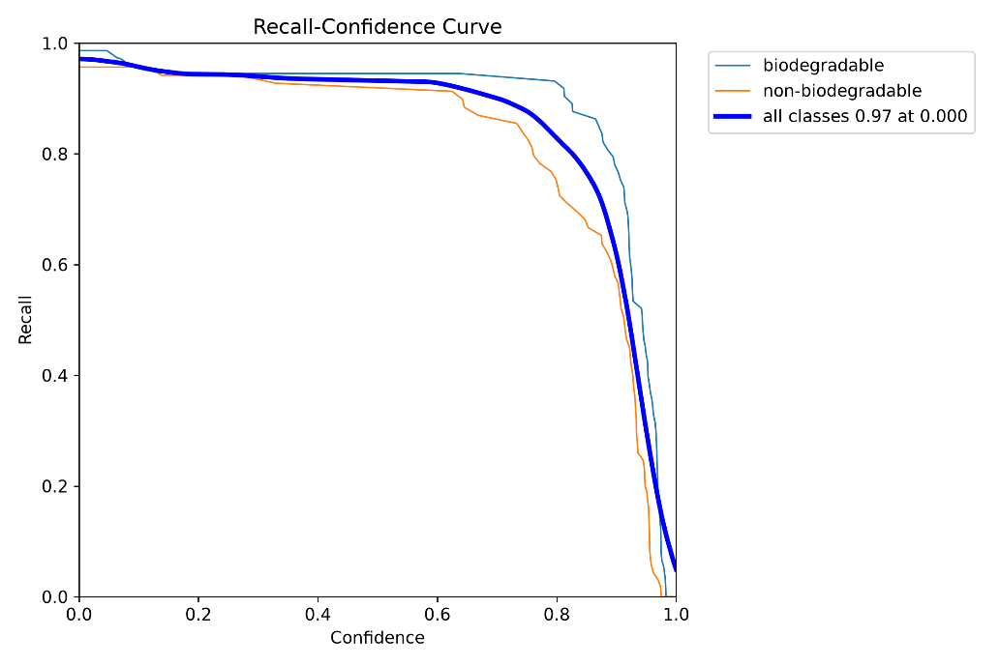 Recall-Confidence Curve
biodegradable
non-biodegradable
all classes 0.97 at 0.000
1.0
0.8
0.6
0.4
0.2
0.0
Recall
0.0 0.2 0.4 0.6 0.8 1.0
Confidence